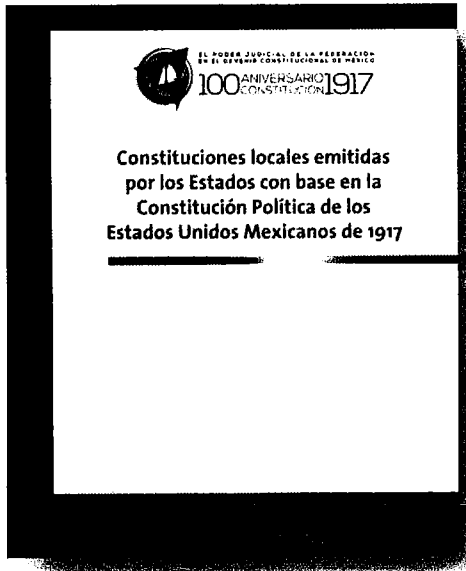 EL PODER JUDICIAL DE LA FEDERACIÓN
EN EL DEVENIR CONSTITUCIONAL DE MÉXICO
100 ANIVERSARIO CONSTITUCIÓN 1917
Constituciones locales emitidas
por los Estados con base en la
Constitución Política de los
Estados Unidos Mexicanos de 1917